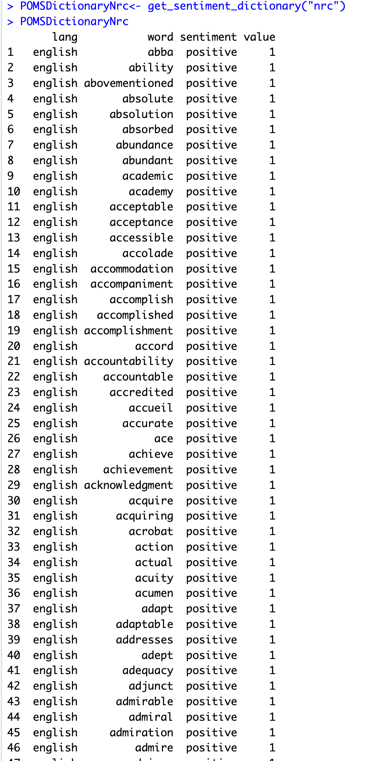 > POMSDictionaryNrc<- get_sentiment_dictionary("nrc")
> POMSDictionaryNrc
lang word sentiment value
1 english abba positive 1
2 english ability positive 1
3 english abovementioned positive 1
4 english absolute positive 1
5 english absolution positive 1
6 english absorbed positive 1
7 english abundance positive 1
8 english abundant positive 1
9 english academic positive 1
10 english academy positive 1
11 english acceptable positive 1
12 english acceptance positive 1
13 english accessible positive 1
14 english accolade positive 1
15 english accommodation positive 1
16 english accompaniment positive 1
17 english accomplish positive 1
18 english accomplished positive 1
19 english accomplishment positive 1
20 english accord positive 1
21 english accountability positive 1
22 english accountable positive 1
23 english accredited positive 1
24 english accueil positive 1
25 english accurate positive 1
26 english ace positive 1
27 english achieve positive 1
28 english achievement positive 1
29 english acknowledgment positive 1
30 english acquire positive 1
31 english acquiring positive 1
32 english acrobat positive 1
33 english action positive 1
34 english actual positive 1
35 english acuity positive 1
36 english acumen positive 1
37 english adapt positive 1
38 english adaptable positive 1
39 english addresses positive 1
40 english adept positive 1
41 english adequacy positive 1
42 english adjunct positive 1
43 english admirable positive 1
44 english admiral positive 1
45 english admiration positive 1
46 english admire positive 1